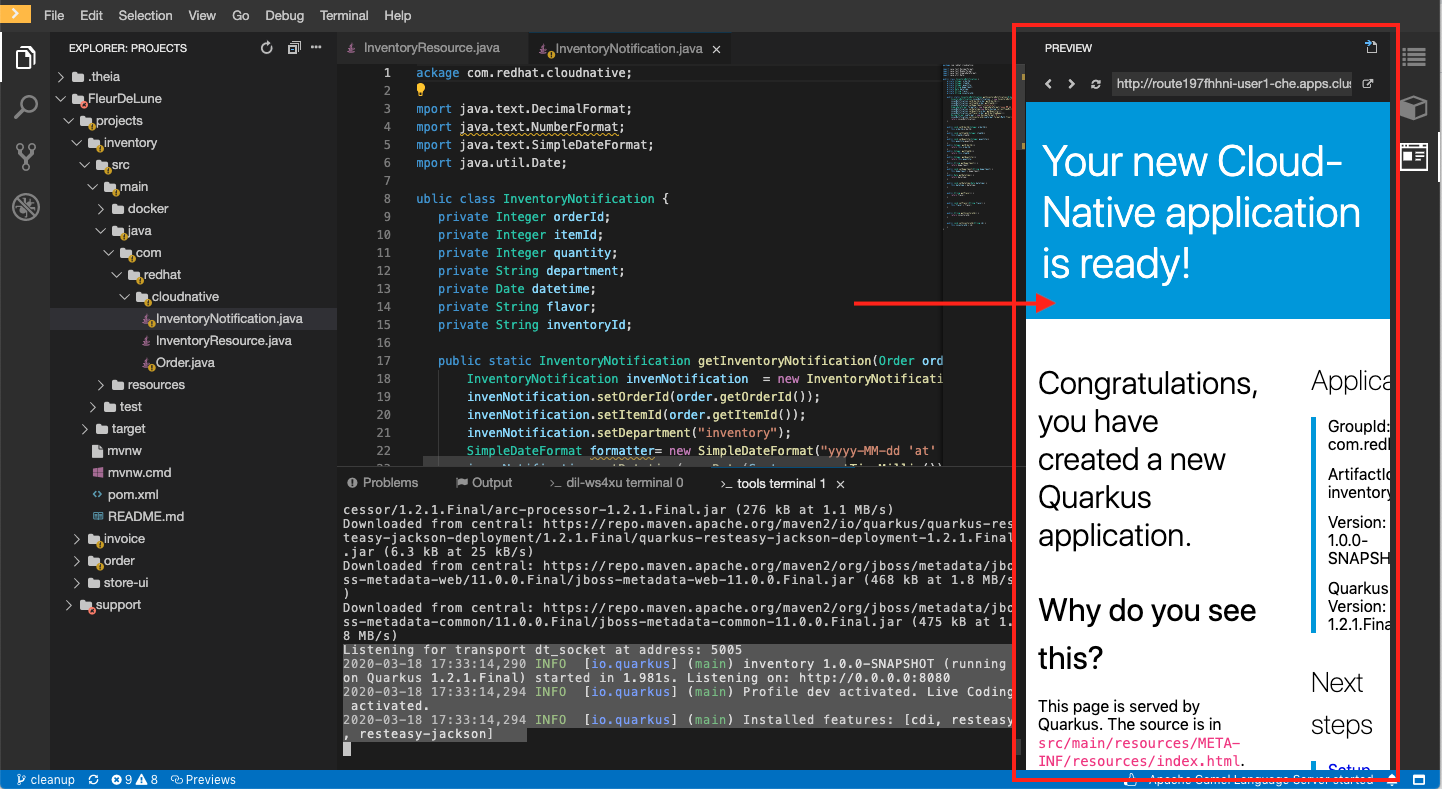 File Edit Selection View Go Debug Terminal Help
EXPLORER: PROJECTS
.theia
FleurDeLune
projects
inventory
src
main
docker
java
com
redhat
cloudnative
InventoryNotification.java
InventoryResource.java
Order.java
resources
test
target
mvnw
mvnw.cmd
pom.xml
README.md
invoice
order
store-ui
support
InventoryResource.java InventoryNotification.java
1 ackage com.redhat.cloudnative;
2
3 mport java.text.DecimalFormat;
4 mport java.text.NumberFormat;
5 mport java.text.SimpleDateFormat;
6 mport java.util.Date;
7
8 ublic class InventoryNotification {
9 private Integer orderId;
10 private Integer itemId;
11 private Integer quantity;
12 private String department;
13 private Date datetime;
14 private String flavor;
15 private String inventoryId;
16
17 public static InventoryNotification getInventoryNotification(Order ord
18 InventoryNotification invenNotification = new InventoryNotificati
19 invenNotification.setOrderId(order.getOrderId());
20 invenNotification.setItemId(order.getItemId());
21 invenNotification.setDepartment("inventory");
22 SimpleDateFormat formatter= new SimpleDateFormat("yyyy-MM-dd 'at'
Problems Output >_ dil-ws4xu terminal 0 >_ tools terminal 1
cessor/1.2.1.Final/arc-processor-1.2.1.Final.jar (276 kB at 1.1 MB/s)
Downloaded from central: https://repo.maven.apache.org/maven2/io/quarkus/quarkus-res
teasy-jackson-deployment/1.2.1.Final/quarkus-resteasy-jackson-deployment-1.2.1.Final
.jar (6.3 kB at 25 kB/s)
Downloaded from central: https://repo.maven.apache.org/maven2/org/jboss/metadata/jbo
ss-metadata-web/11.0.0.Final/jboss-metadata-web-11.0.0.Final.jar (468 kB at 1.8 MB/s
)
Downloaded from central: https://repo.maven.apache.org/maven2/org/jboss/metadata/jbo
ss-metadata-common/11.0.0.Final/jboss-metadata-common-11.0.0.Final.jar (475 kB at 1.
8 MB/s)
Listening for transport dt_socket at address: 5005
2020-03-18 17:33:14,290 INFO [io.quarkus] (main) inventory 1.0.0-SNAPSHOT (running
on Quarkus 1.2.1.Final) started in 1.981s. Listening on: http://0.0.0.0:8080
2020-03-18 17:33:14,294 INFO [io.quarkus] (main) Profile dev activated. Live Coding
activated.
2020-03-18 17:33:14,294 INFO [io.quarkus] (main) Installed features: [cdi, resteasy
, resteasy-jackson]
PREVIEW
http://route197fhhni-user1-che.apps.clus
Your new Cloud-
Native application
is ready!
Congratulations,
you have
created a new
Quarkus
application.
Why do you see
this?
This page is served by
Quarkus. The source is in
src/main/resources/META-
INF/resources/index.html.
Applica
GroupId:
com.redh
ArtifactId
inventory
Version:
1.0.0-
SNAPSH
Quarkus
Version:
1.2.1.Fina
Next
steps
Setup
cleanup 9 8 Previews
Apache Camel Language Server started